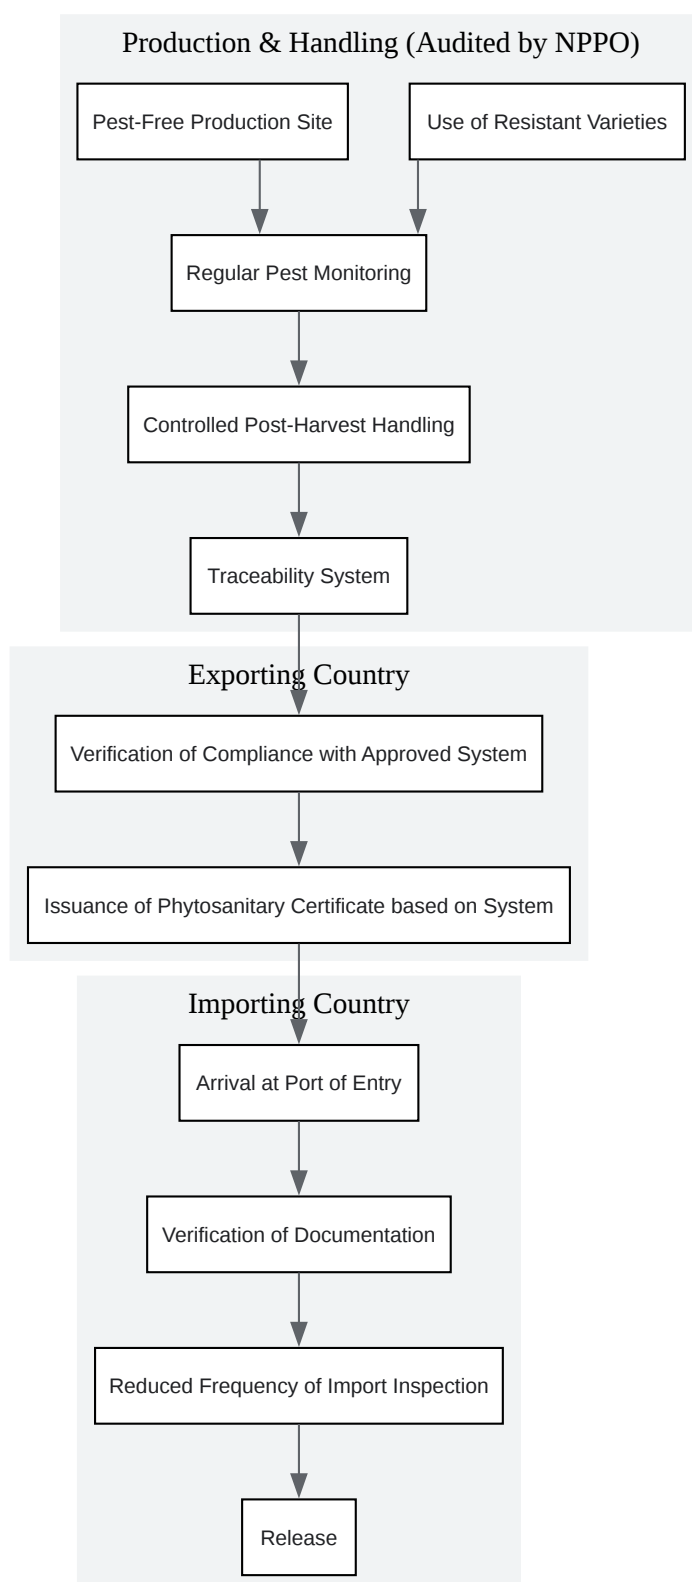 Production & Handling (Audited by NPPO)
Pest-Free Production Site
Use of Resistant Varieties
Regular Pest Monitoring
Controlled Post-Harvest Handling
Traceability System
Exporting Country
Verification of Compliance with Approved System
Issuance of Phytosanitary Certificate based on System
Importing Country
Arrival at Port of Entry
Verification of Documentation
Reduced Frequency of Import Inspection
Release